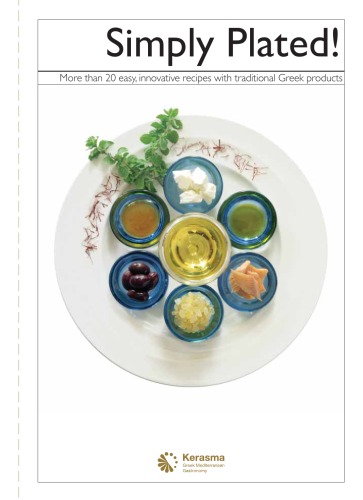 Simply Plated!
More than 20 easy, innovative recipes with traditional Greek products
Kerasma
Greek Mediterranean
Gastronomy